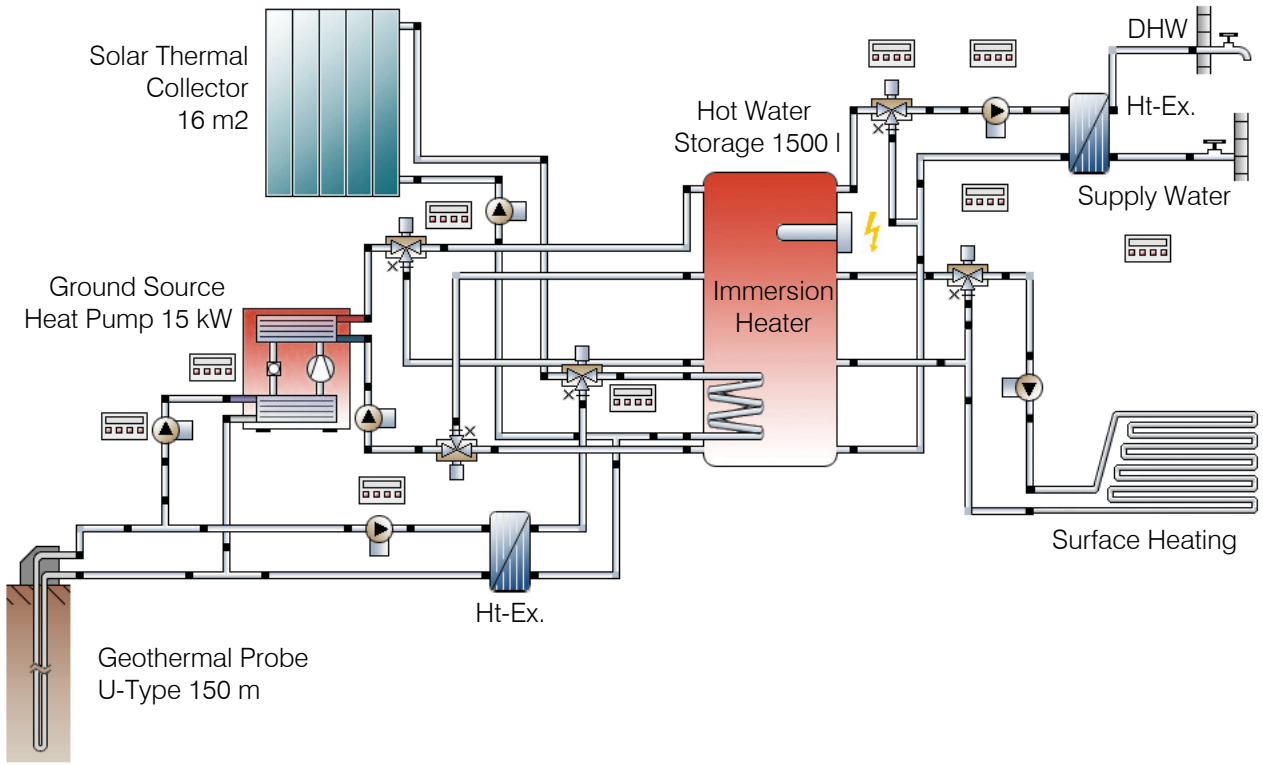 Solar Thermal
Collector
16 m2
DHW
Ht-Ex.
Hot Water
Storage 1500 l
Supply Water
Ground Source
Heat Pump 15 kW
Immersion
Heater
Surface Heating
Ht-Ex.
Geothermal Probe
U-Type 150 m